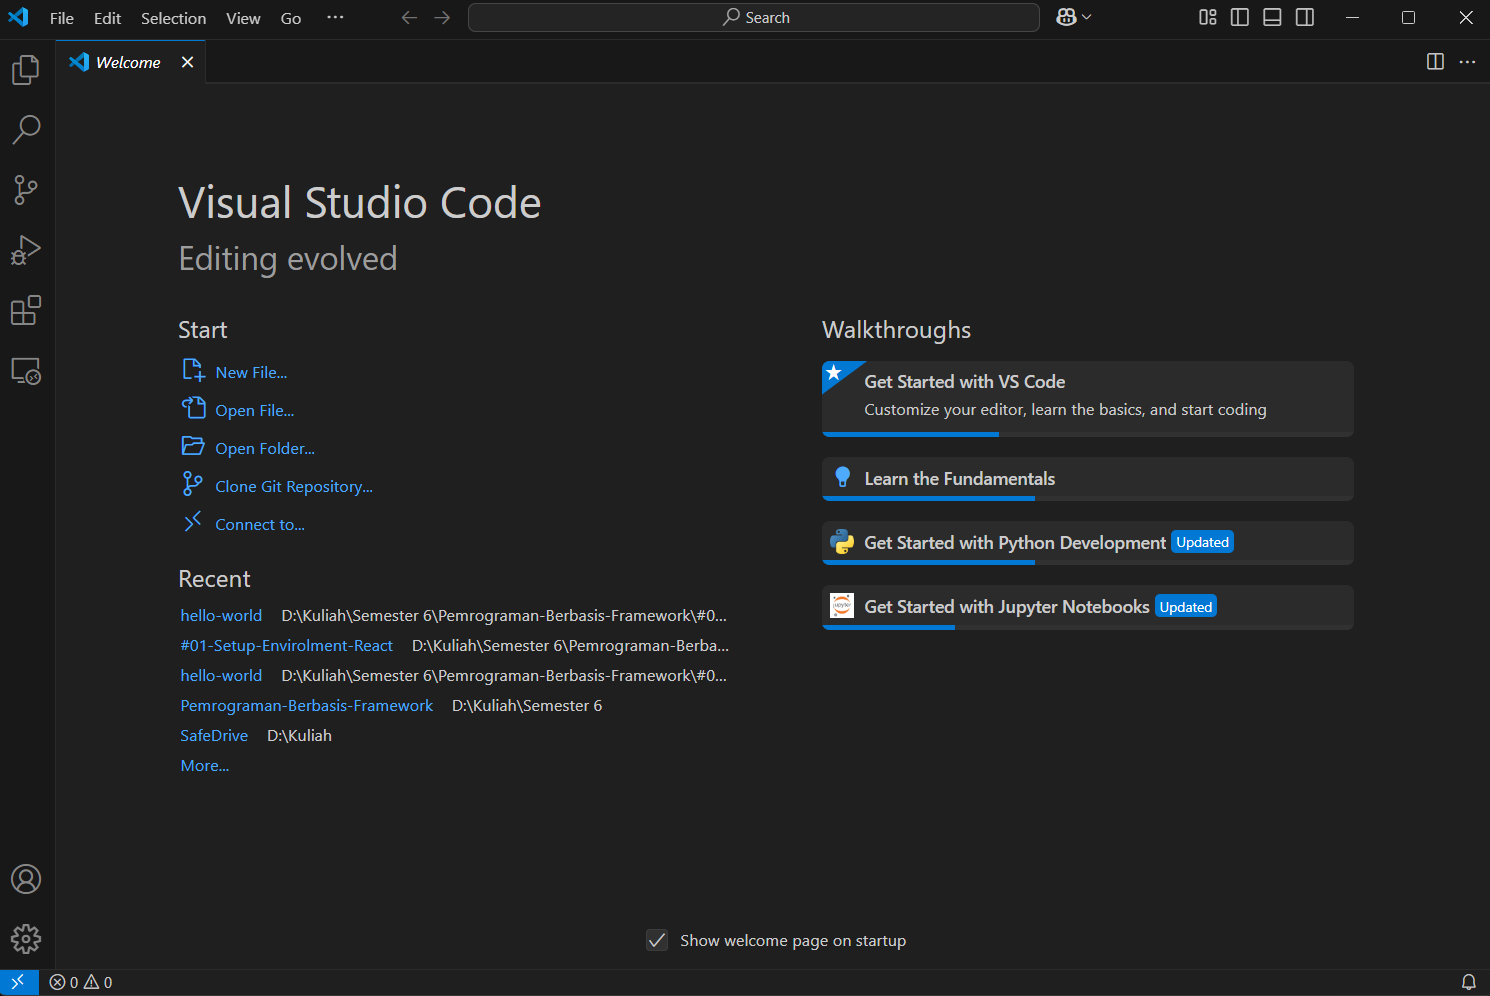 File Edit Selection View Go ···
Search
Welcome
Visual Studio Code
Editing evolved
Start
New File...
Open File...
Open Folder...
Clone Git Repository...
Connect to...
Recent
hello-world D:\Kuliah\Semester 6\Pemrograman-Berbasis-Framework\#0...
#01-Setup-Envirolment-React D:\Kuliah\Semester 6\Pemrograman-Berba...
hello-world D:\Kuliah\Semester 6\Pemrograman-Berbasis-Framework\#0...
Pemrograman-Berbasis-Framework D:\Kuliah\Semester 6
SafeDrive D:\Kuliah
More...
Walkthroughs
Get Started with VS Code
Customize your editor, learn the basics, and start coding
Learn the Fundamentals
Get Started with Python Development Updated
jupyter
Get Started with Jupyter Notebooks Updated
Show welcome page on startup
0 0